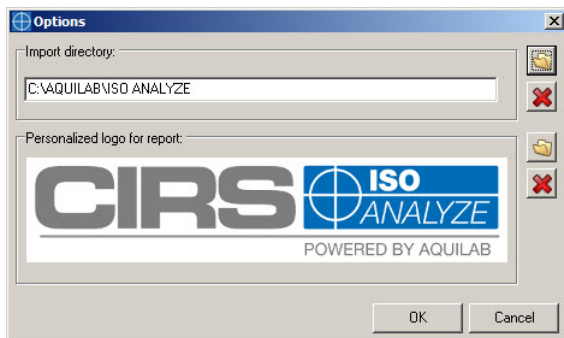 Options
Import directory:
C:\AQUILAB\ISO ANALYZE
Personalized logo for report:
CIRS
ISO
ANALYZE
POWERED BY AQUILAB
OK
Cancel